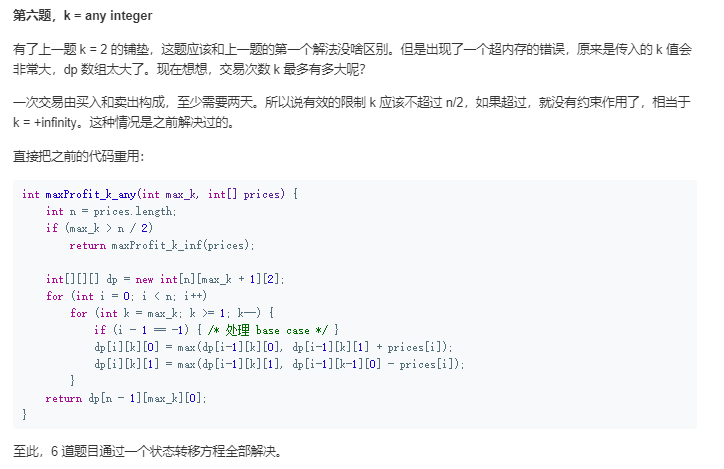 第六题，k = any integer
有了上一题 k = 2 的铺垫，这题应该和上一题的第一个解法没啥区别。但是出现了一个超内存的错误，原来是传入的 k 值会
非常大，dp 数组太大了。现在想想，交易次数 k 最多有多大呢？
一次交易由买入和卖出构成，至少需要两天。所以说有效的限制 k 应该不超过 n/2，如果超过，就没有约束作用了，相当于
k = +infinity。这种情况是之前解决过的。
直接把之前的代码重用：
int maxProfit_k_any(int max_k, int[] prices) {
    int n = prices.length;
    if (max_k > n / 2)
        return maxProfit_k_inf(prices);

    int[][][] dp = new int[n][max_k + 1][2];
    for (int i = 0; i < n; i++)
        for (int k = max_k; k >= 1; k--) {
            if (i - 1 == -1) { /* 处理 base case */ }
            dp[i][k][0] = max(dp[i-1][k][0], dp[i-1][k][1] + prices[i]);
            dp[i][k][1] = max(dp[i-1][k][1], dp[i-1][k-1][0] - prices[i]);
        }
    return dp[n - 1][max_k][0];
}
至此，6 道题目通过一个状态转移方程全部解决。